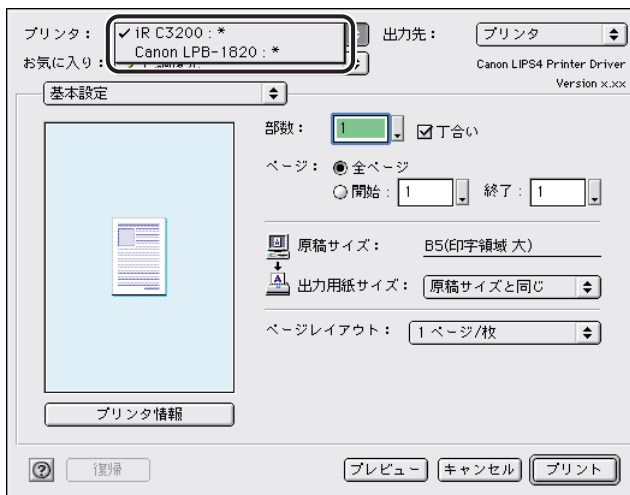 プリンタ：
✓ iR C3200 : *
Canon LPB-1820 : *
出力先：
プリンタ
お気に入り：
Canon LIPS4 Printer Driver
Version x.xx
基本設定
部数： 1 丁合い
ページ： 全ページ
開始： 1 終了： 1
原稿サイズ： B5(印字領域 大)
出力用紙サイズ： 原稿サイズと同じ
ページレイアウト： 1 ページ/枚
プリンタ情報
? 復帰 プレビュー キャンセル プリント